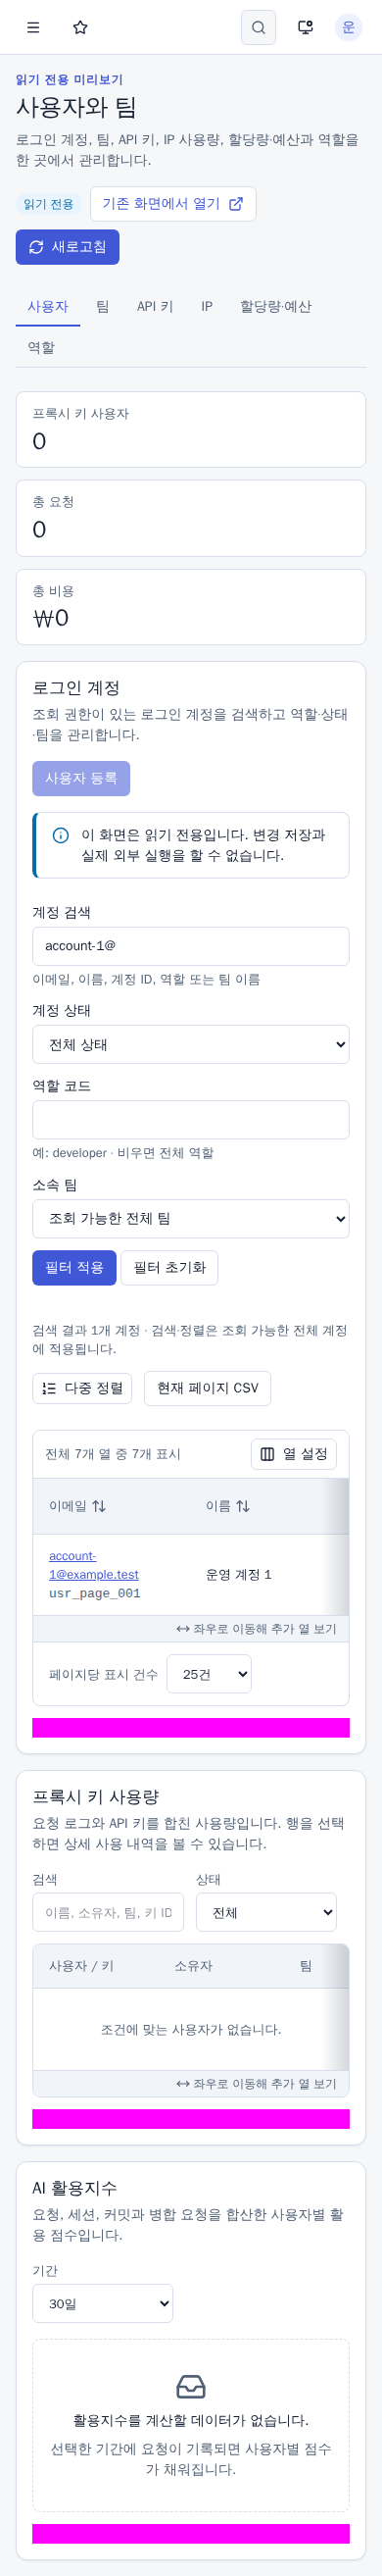 운
읽기 전용 미리보기
사용자와 팀
로그인 계정, 팀, API 키, IP 사용량, 할당량·예산과 역할을
한 곳에서 관리합니다.
읽기 전용
기존 화면에서 열기
새로고침
사용자 팀 API 키 IP 할당량·예산
역할
프록시 키 사용자
0
총 요청
0
총 비용
₩0
로그인 계정
조회 권한이 있는 로그인 계정을 검색하고 역할·상태
·팀을 관리합니다.
사용자 등록
이 화면은 읽기 전용입니다. 변경 저장과
실제 외부 실행을 할 수 없습니다.
계정 검색
account-1@
이메일, 이름, 계정 ID, 역할 또는 팀 이름
계정 상태
전체 상태
역할 코드
예: developer · 비우면 전체 역할
소속 팀
조회 가능한 전체 팀
필터 적용 필터 초기화
검색 결과 1개 계정 · 검색·정렬은 조회 가능한 전체 계정
에 적용됩니다.
다중 정렬 현재 페이지 CSV
전체 7개 열 중 7개 표시 열 설정
이메일 이름
account-
1@example.test 운영 계정 1
usr_page_001
좌우로 이동해 추가 열 보기
페이지당 표시 건수 25건
프록시 키 사용량
요청 로그와 API 키를 합친 사용량입니다. 행을 선택
하면 상세 사용 내역을 볼 수 있습니다.
검색 상태
이름, 소유자, 팀, 키 ID 전체
사용자 / 키 소유자 팀
조건에 맞는 사용자가 없습니다.
좌우로 이동해 추가 열 보기
AI 활용지수
요청, 세션, 커밋과 병합 요청을 합산한 사용자별 활
용 점수입니다.
기간
30일
활용지수를 계산할 데이터가 없습니다.
선택한 기간에 요청이 기록되면 사용자별 점수
가 채워집니다.